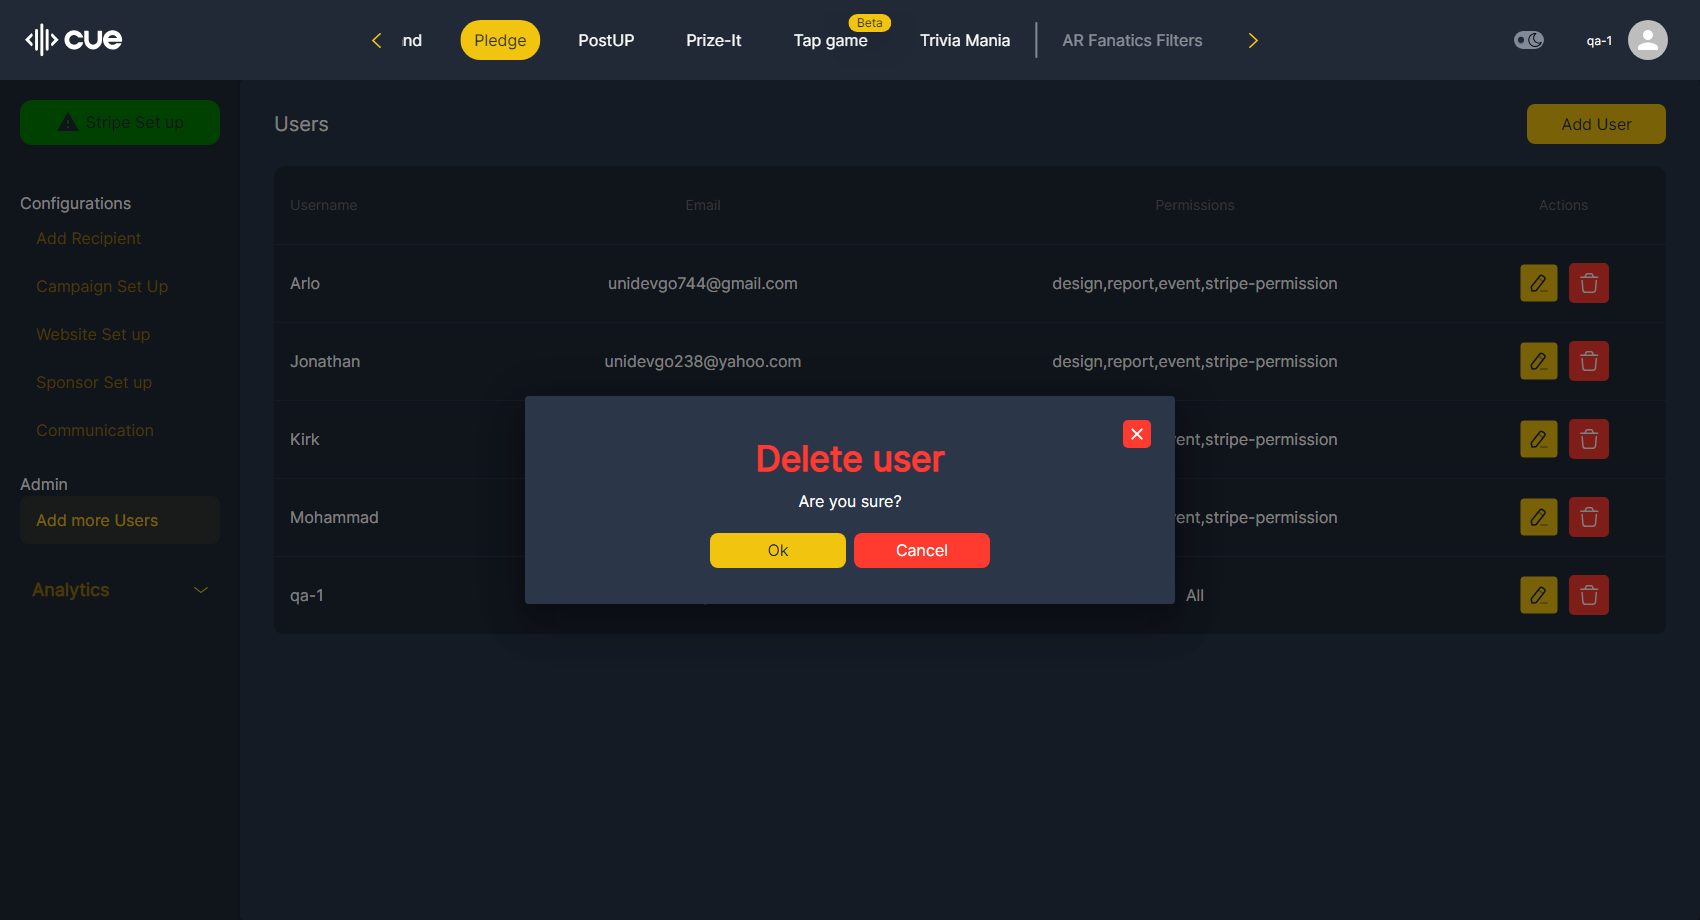 cue
Pledge
PostUP
Prize-It
Tap game
Beta
Trivia Mania
AR Fanatics Filters
qa-1
Stripe Set up
Configurations
Add Recipient
Campaign Set Up
Website Set up
Sponsor Set up
Communication
Admin
Add more Users
Analytics
Users
Add User
Username Email Permissions Actions
Arlo unidevgo744@gmail.com design,report,event,stripe-permission
Jonathan unidevgo238@yahoo.com design,report,event,stripe-permission
Kirk ent,stripe-permission
Mohammad ent,stripe-permission
qa-1 All
Delete user
Are you sure?
Ok
Cancel